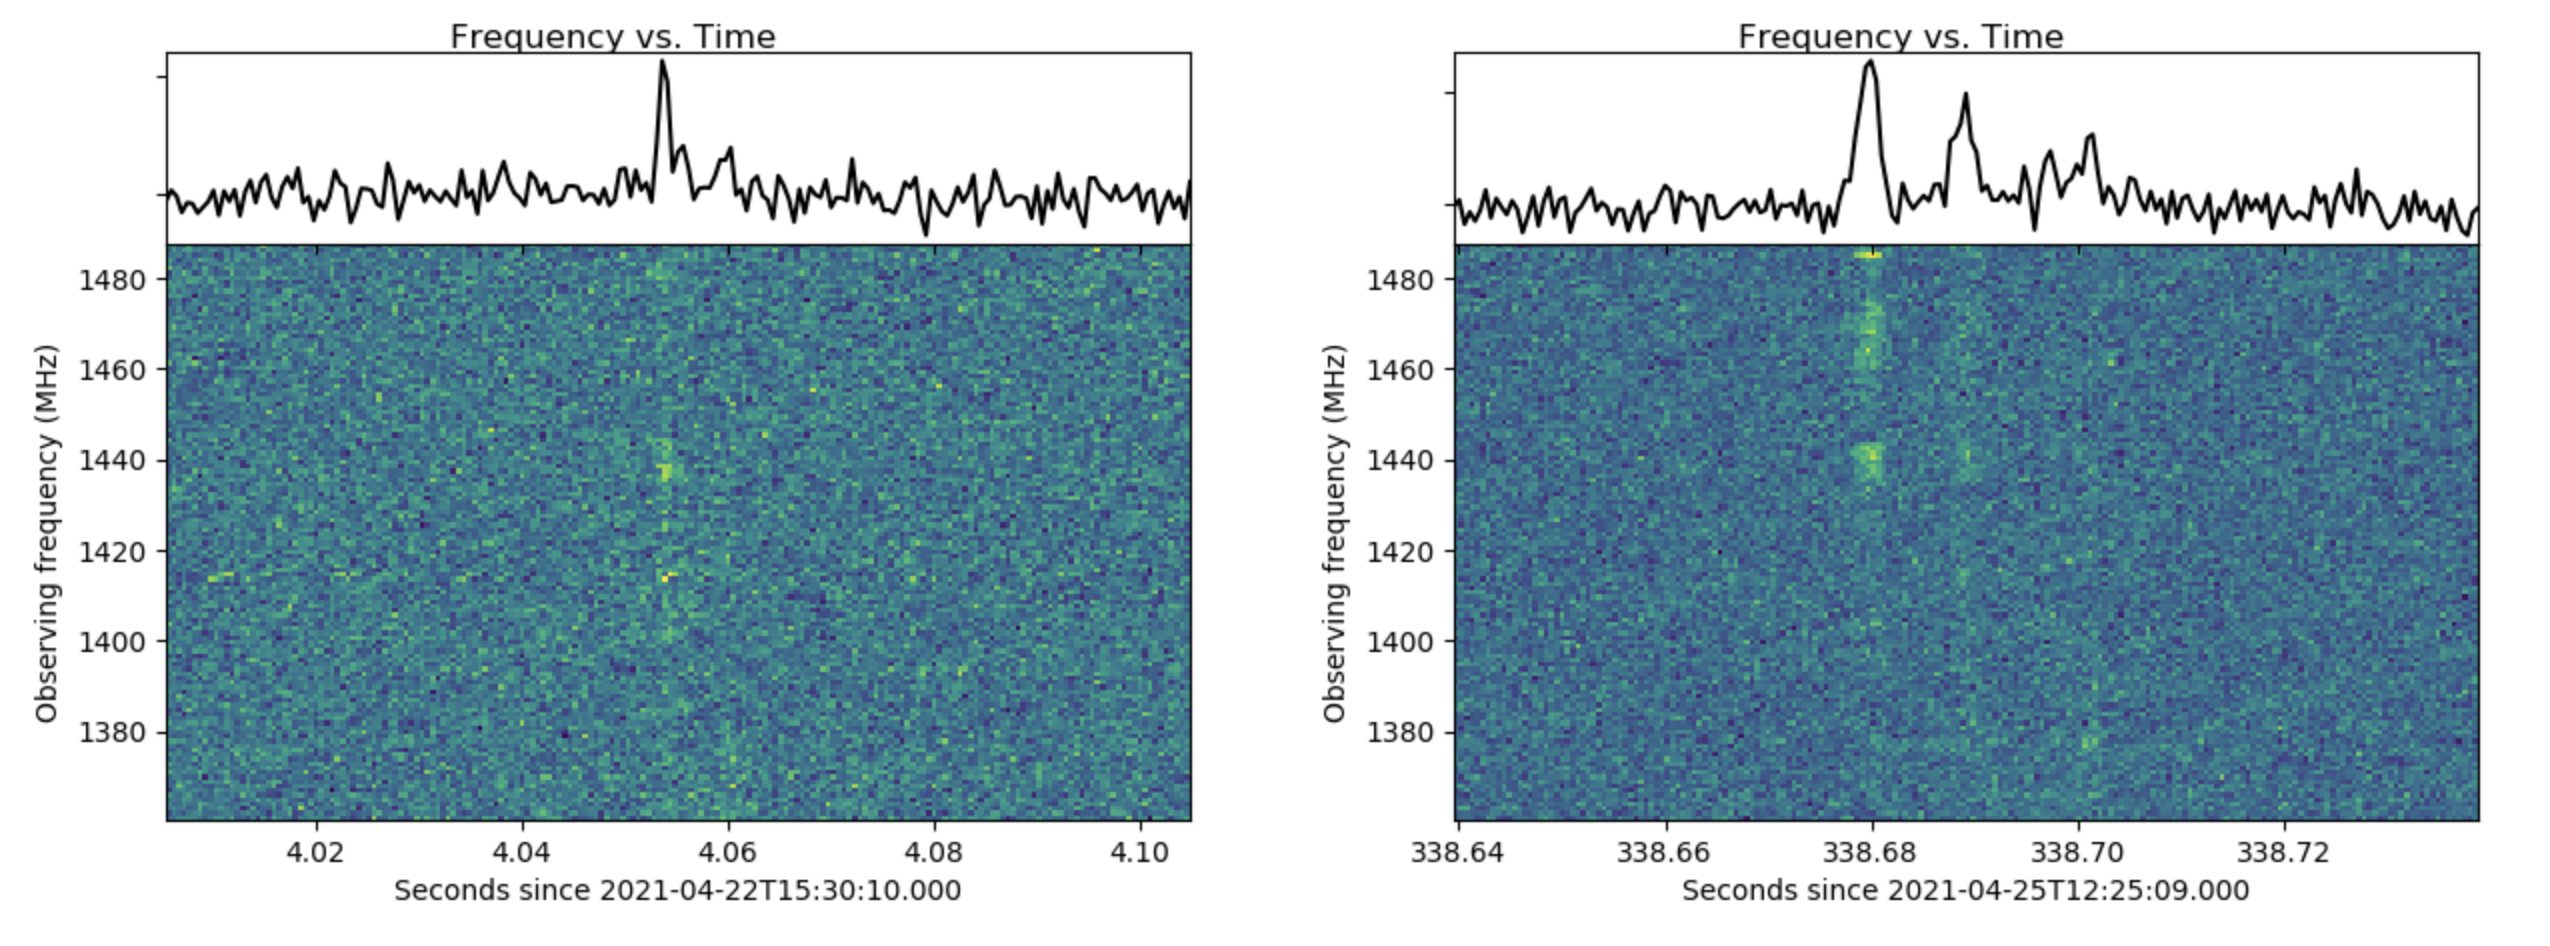 Frequency vs. Time
1480
1460
1440
1420
1400
1380
Observing frequency (MHz)
4.02 4.04 4.06 4.08 4.10
Seconds since 2021-04-22T15:30:10.000
Frequency vs. Time
1480
1460
1440
1420
1400
1380
Observing frequency (MHz)
338.64 338.66 338.68 338.70 338.72
Seconds since 2021-04-25T12:25:09.000